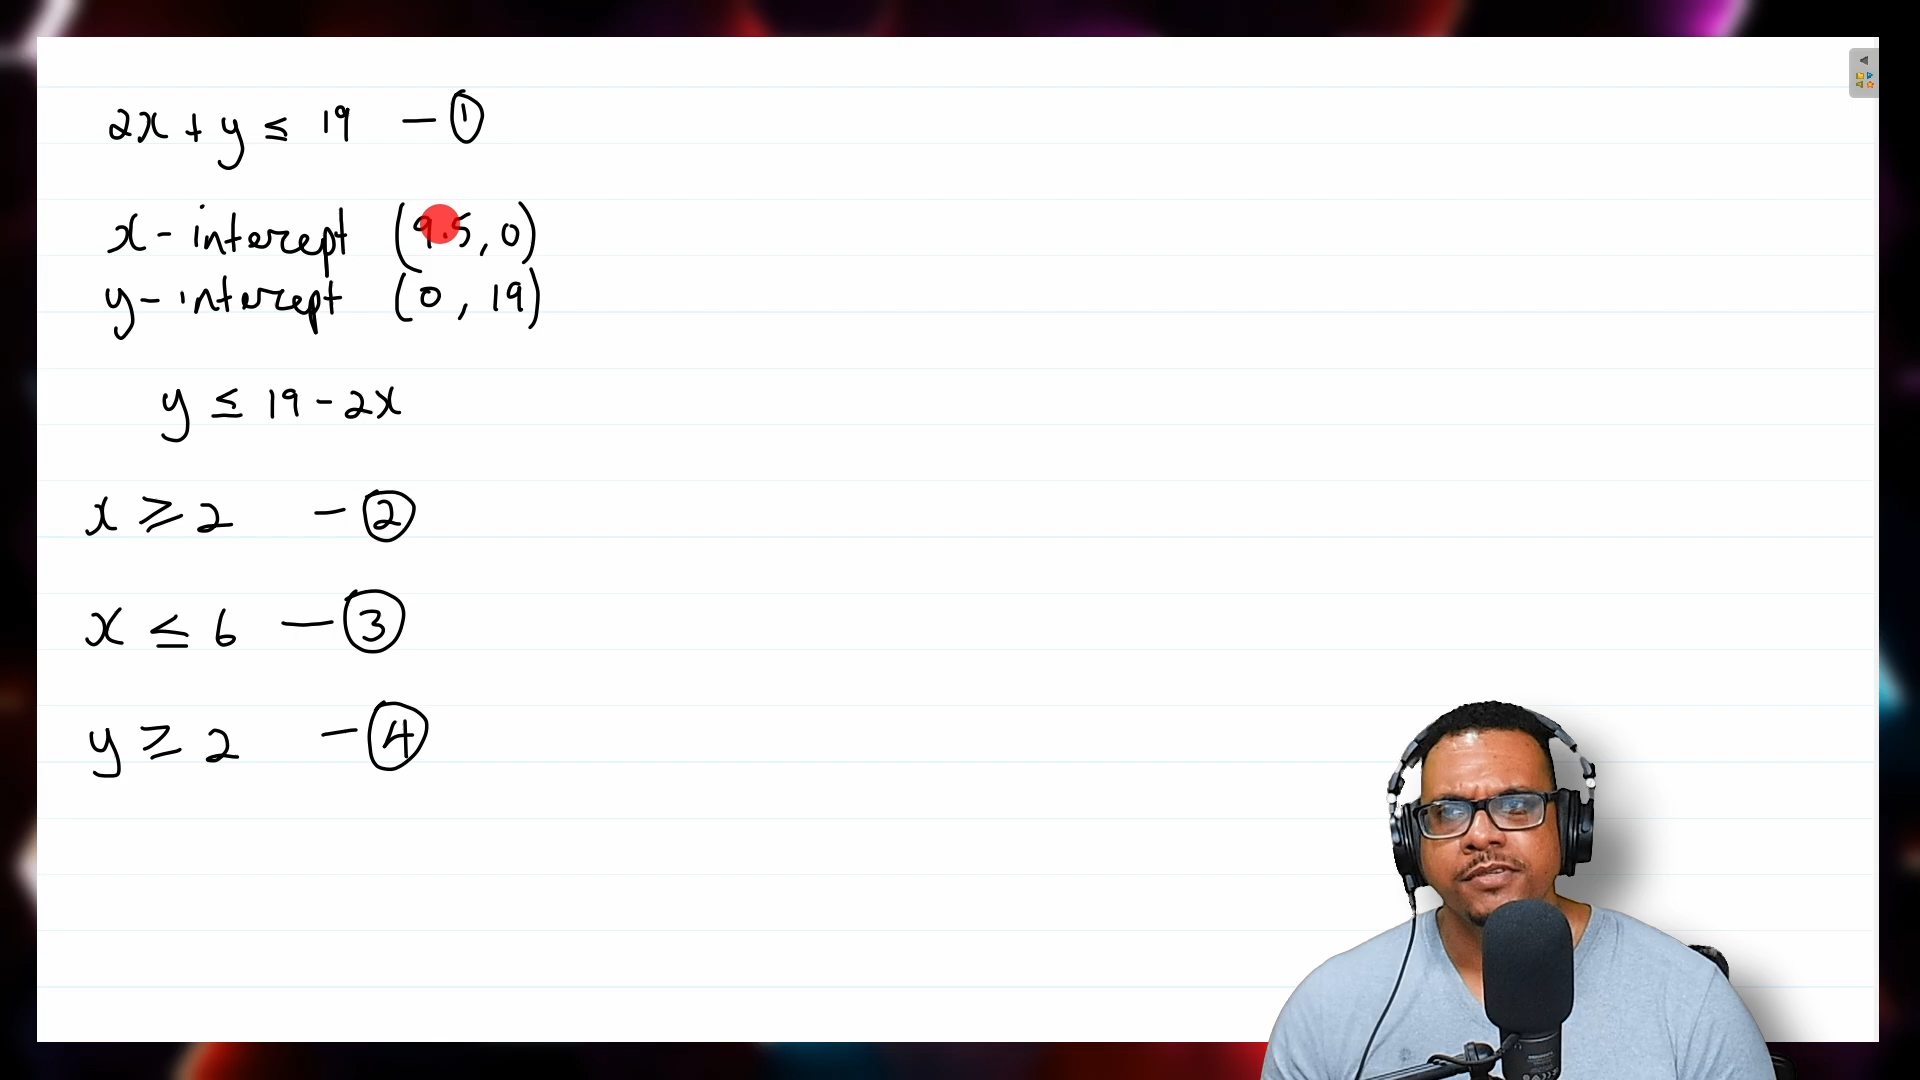 2x + y ≤ 19 — ①
x - intercept (9.5, 0)
y - intercept (0, 19)
y ≤ 19 - 2x
x ≥ 2 — ②
x ≤ 6 — ③
y ≥ 2 — ④